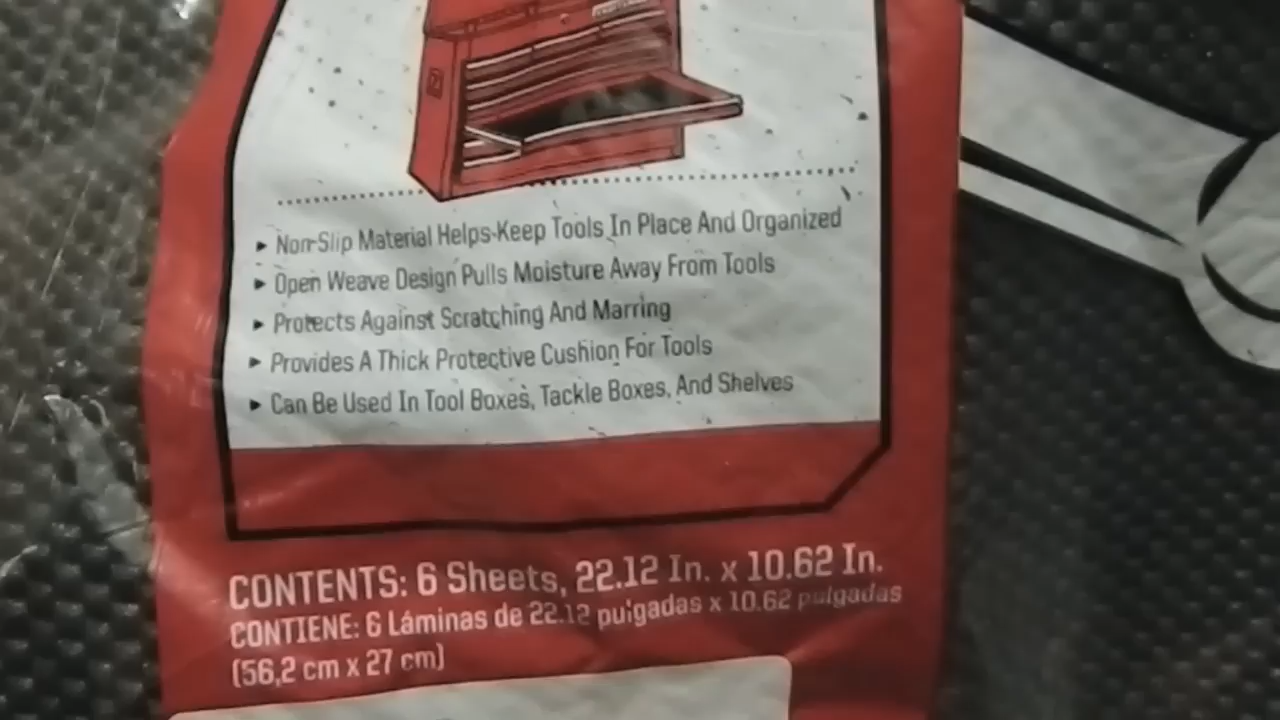 Non-Slip Material Helps Keep Tools In Place And Organized
Open Weave Design Pulls Moisture Away From Tools
Protects Against Scratching And Marring
Provides A Thick Protective Cushion For Tools
Can Be Used In Tool Boxes, Tackle Boxes, And Shelves
CONTENTS: 6 Sheets, 22.12 In. x 10.62 In.
CONTIENE: 6 Láminas de 22.12 pulgadas x 10.62 pulgadas
(56,2 cm x 27 cm)